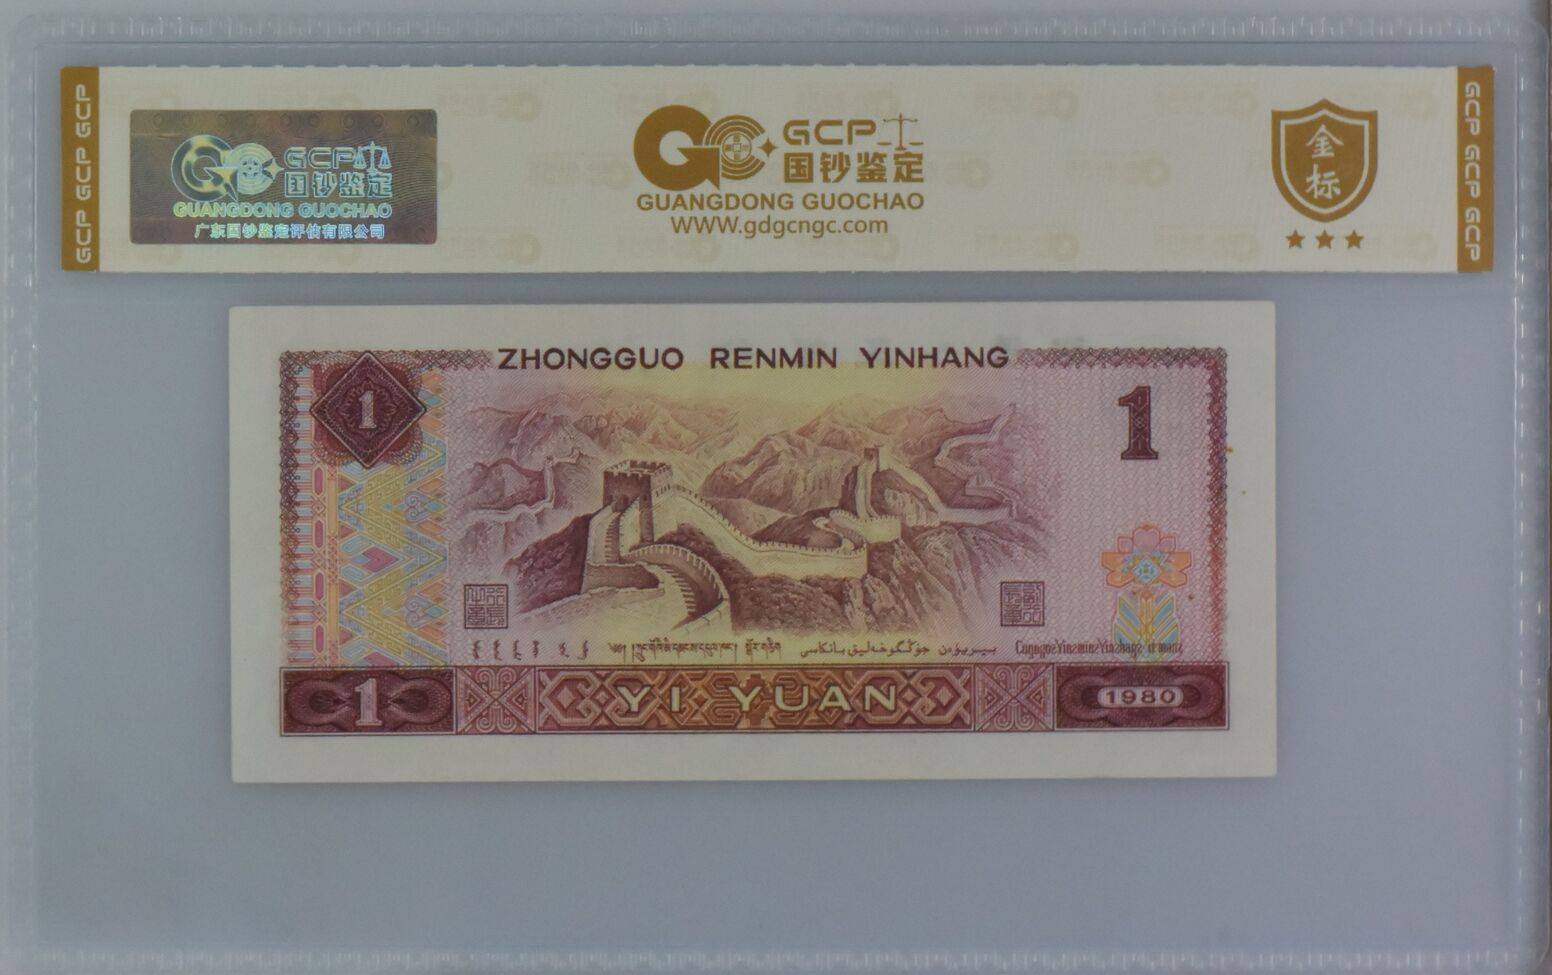 GCP GCP GCP
GCP
国钞鉴定
GUANGDONG GUOCHAO
广东国钞鉴定评估有限公司
GCP
国钞鉴定
GUANGDONG GUOCHAO
WWW.gdgcngc.com
金标
GCP GCP GCP
ZHONGGUO RENMIN YINHANG
1
1
1
YI YUAN
1980